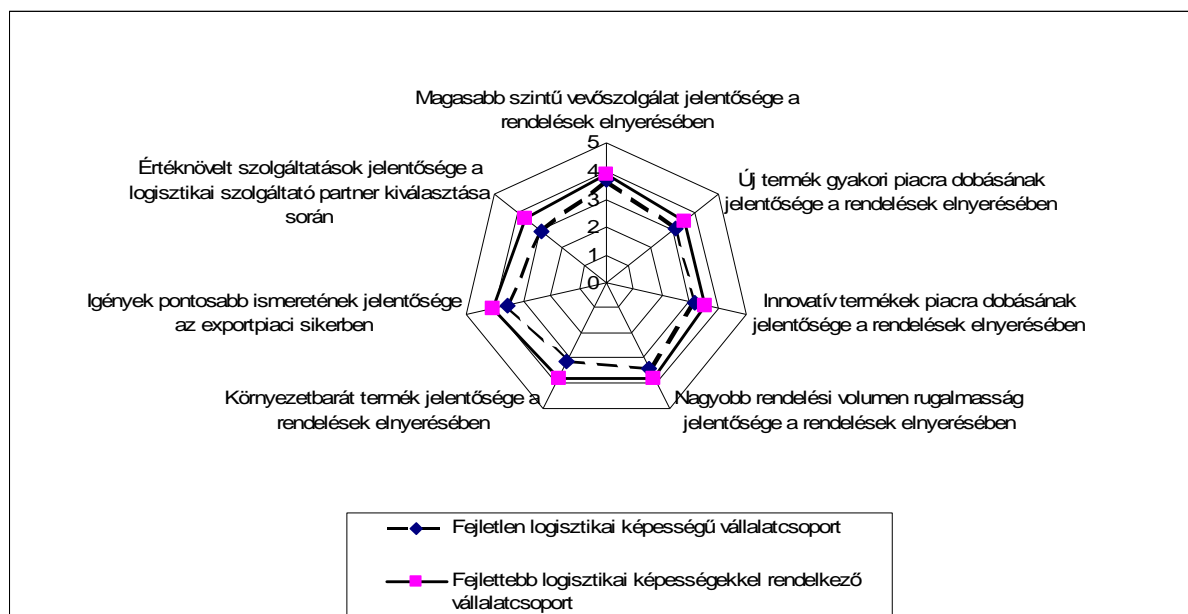 Magasabb szintű vevőszolgálat jelentősége a
rendelések elnyerésében
5
4
3
2
1
0
Új termék gyakori piacra dobásának
jelentősége a rendelések elnyerésében
Innovatív termékek piacra dobásának
jelentősége a rendelések elnyerésében
Nagyobb rendelési volumen rugalmasság
jelentősége a rendelések elnyerésében
Környezetbarát termék jelentősége a
rendelések elnyerésében
Igények pontosabb ismeretének jelentősége
az exportpiaci sikerben
Értéknövelt szolgáltatások jelentősége a
logisztikai szolgáltató partner kiválasztása
során
Fejletlen logisztikai képességű vállalatcsoport
Fejlettebb logisztikai képességekkel rendelkező
vállalatcsoport